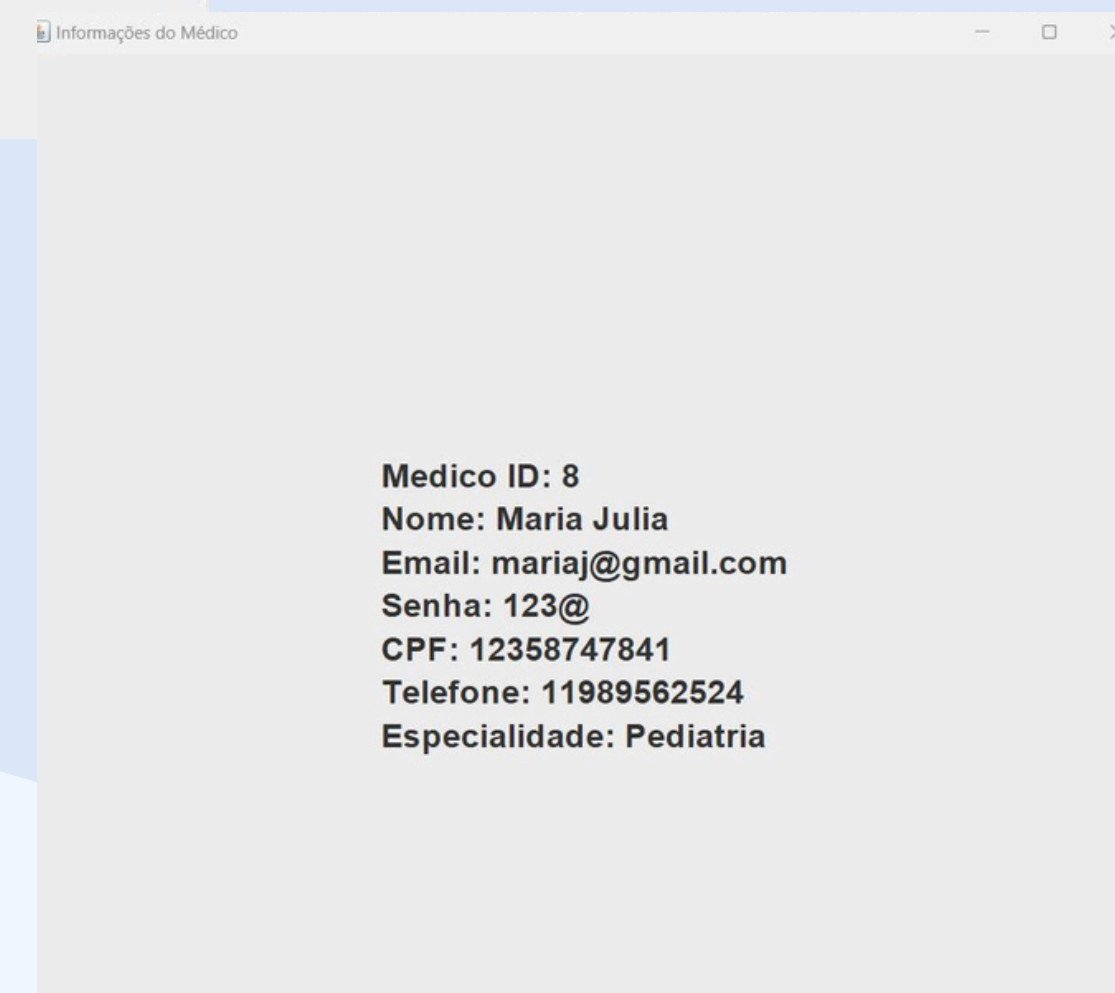 Informações do Médico
Medico ID: 8
Nome: Maria Julia
Email: mariaj@gmail.com
Senha: 123@
CPF: 12358747841
Telefone: 11989562524
Especialidade: Pediatria